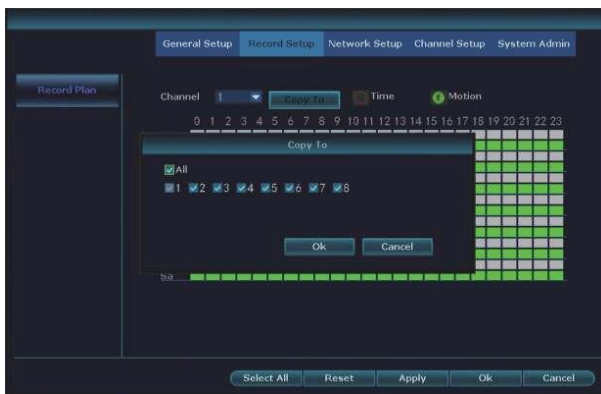 General Setup Record Setup Network Setup Channel Setup System Admin
Record Plan
Channel 1 Copy To Time Motion
0 1 2 3 4 5 6 7 8 9 10 11 12 13 14 15 16 17 18 19 20 21 22 23
Copy To
All
1 2 3 4 5 6 7 8
Ok Cancel
Sa
Select All Reset Apply Ok Cancel